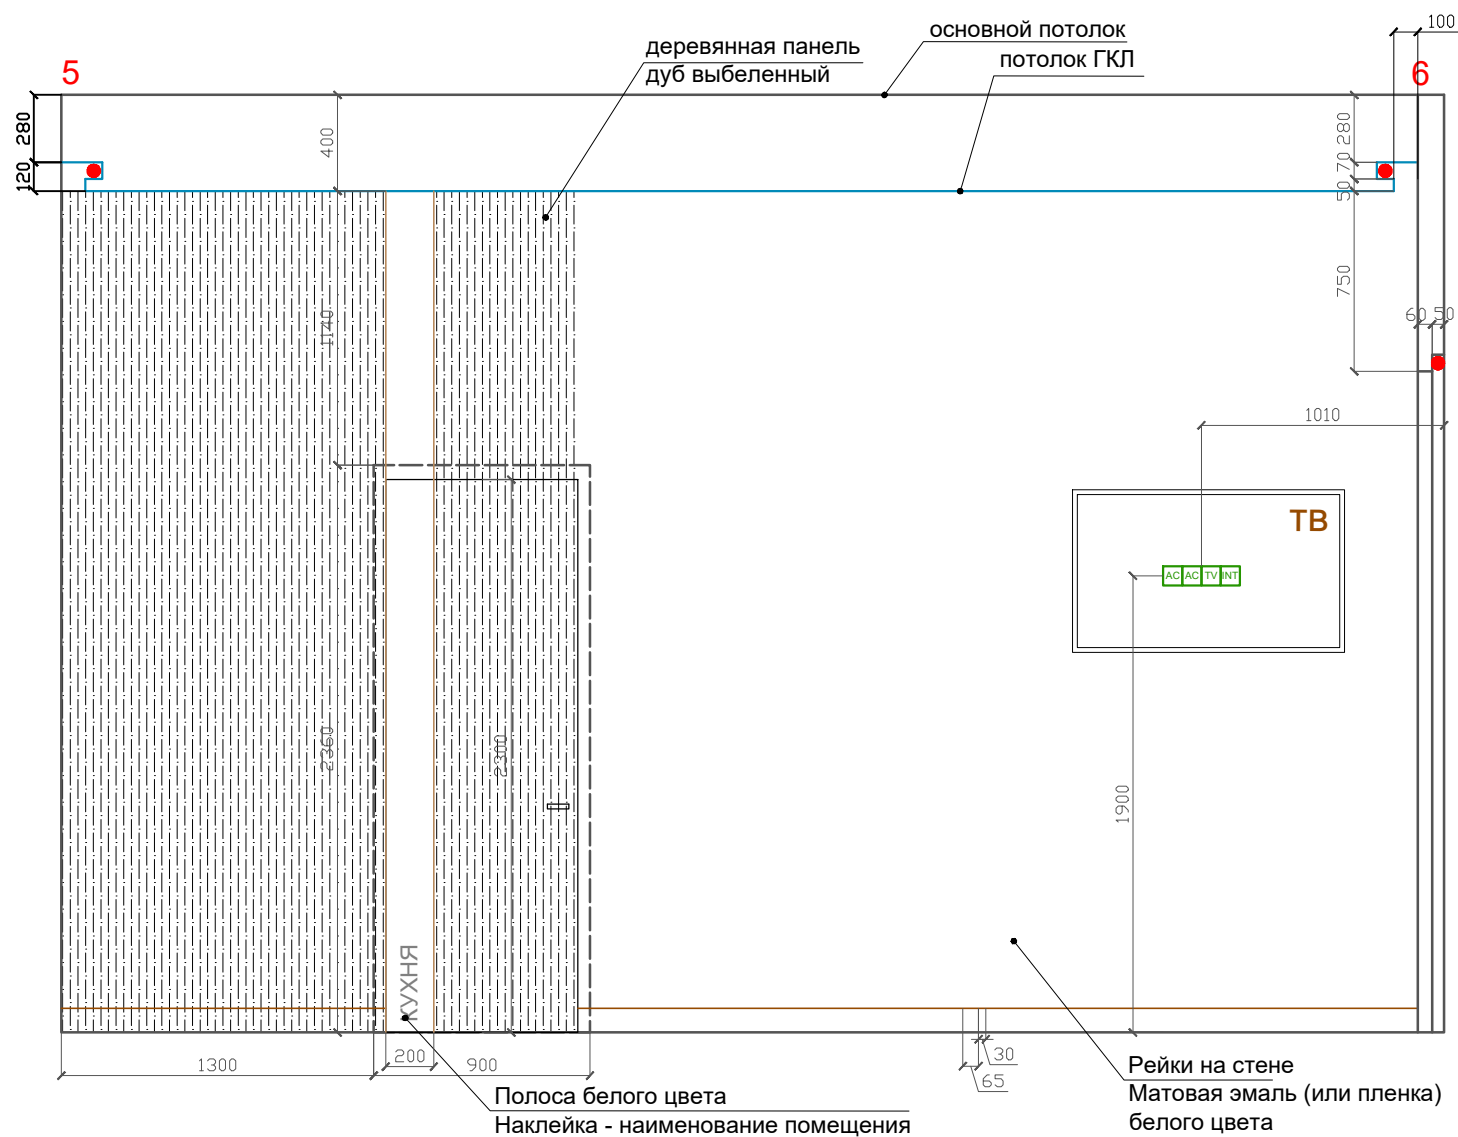 основной потолок
100
деревянная панель
дуб выбеленный
потолок ГКЛ
5
6
280
120
400
280
70
50
750
60
50
1140
1010
ТВ
AC AC TV INT
2360
2300
1900
КУХНЯ
1300
200
900
30
65
Полоса белого цвета
Наклейка - наименование помещения
Рейки на стене
Матовая эмаль (или пленка)
белого цвета